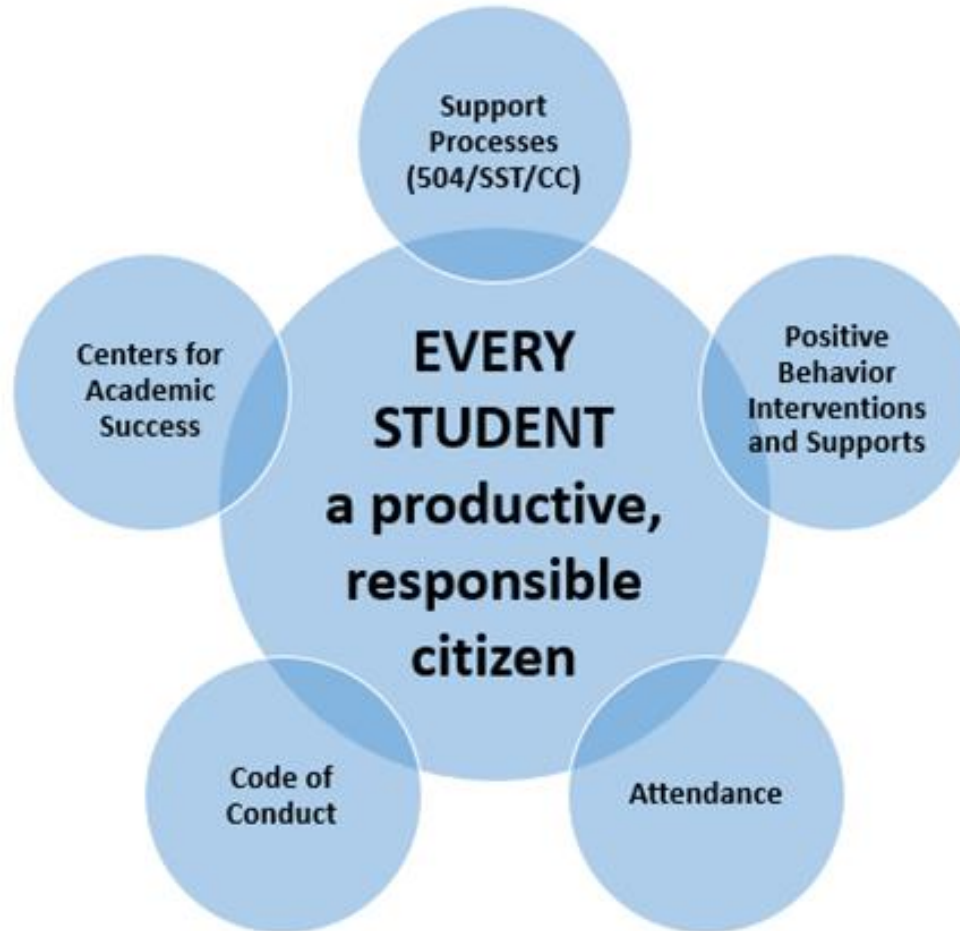 Support
Processes
(504/SST/CC)
Centers for
Academic
Success
EVERY
STUDENT
a productive,
responsible
citizen
Positive
Behavior
Interventions
and Supports
Code of
Conduct
Attendance